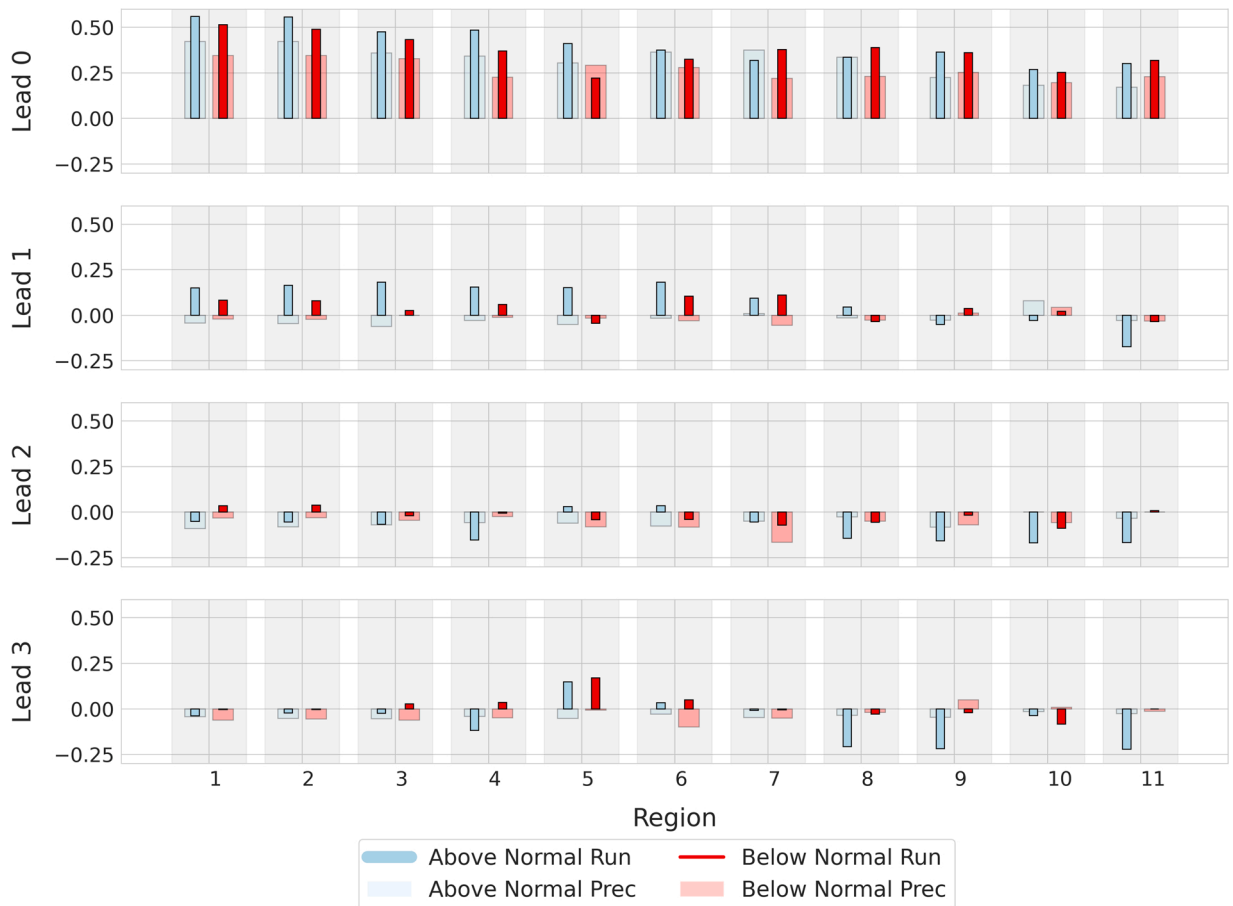 Lead 0
0.50
0.25
0.00
−0.25
Lead 1
0.50
0.25
0.00
−0.25
Lead 2
0.50
0.25
0.00
−0.25
Lead 3
0.50
0.25
0.00
−0.25
1 2 3 4 5 6 7 8 9 10 11
Region
Above Normal Run Below Normal Run
Above Normal Prec Below Normal Prec